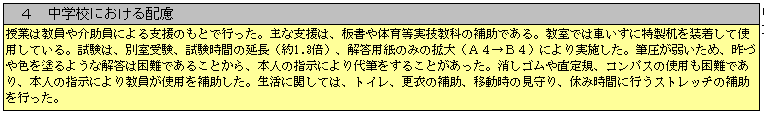 ４　中学校における配慮
授業は教員や介助員による支援のもとで行った。主な支援は、板書や体育等実技教科の補助である。教室では車いすに特製机を装着して使
用している。試験は、別室受験、試験時間の延長（約1.3倍）、解答用紙のみの拡大（Ａ４→Ｂ４）により実施した。筆圧が弱いため、作づ
や色を塗るような解答は困難であることから、本人の指示により代筆をすることがあった。消しゴムや直定規、コンパスの使用も困難であ
り、本人の指示により教員が使用を補助した。生活に関しては、トイレ、更衣の補助、移動時の見守り、休み時間に行うストレッチの補助
を行った。